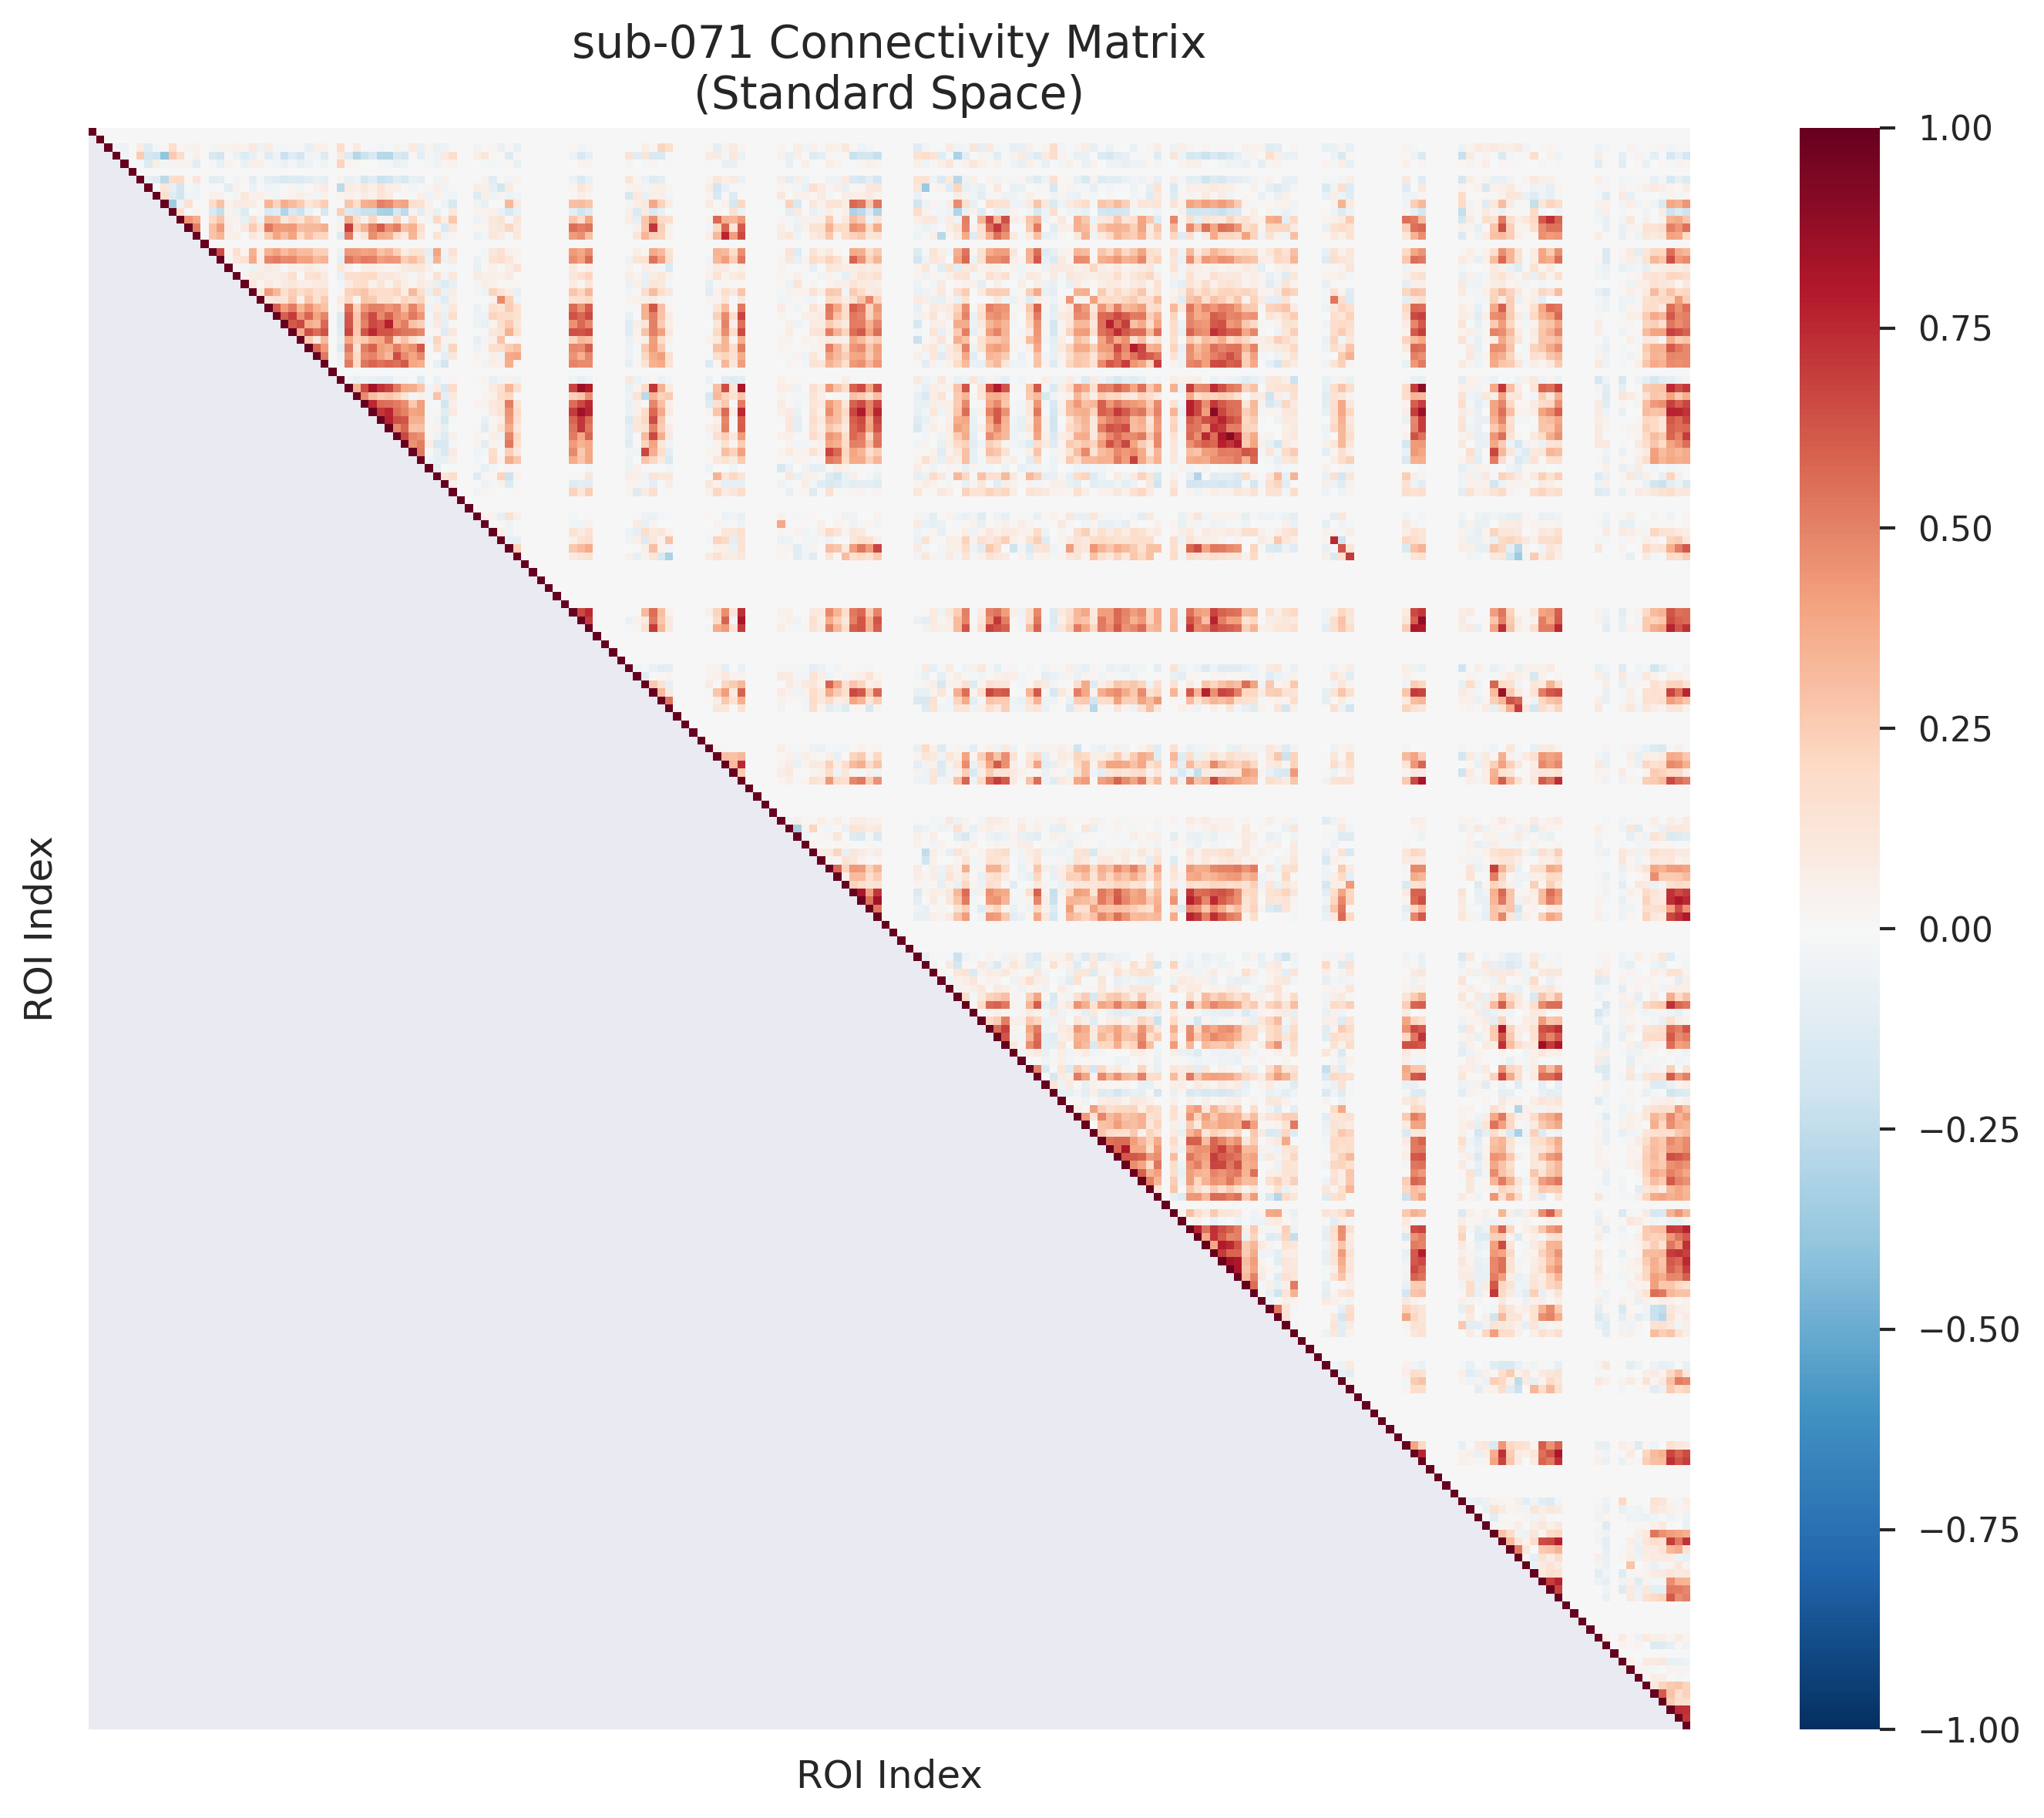 sub-071 Connectivity Matrix
(Standard Space)
ROI Index
ROI Index
1.00
0.75
0.50
0.25
0.00
−0.25
−0.50
−0.75
−1.00